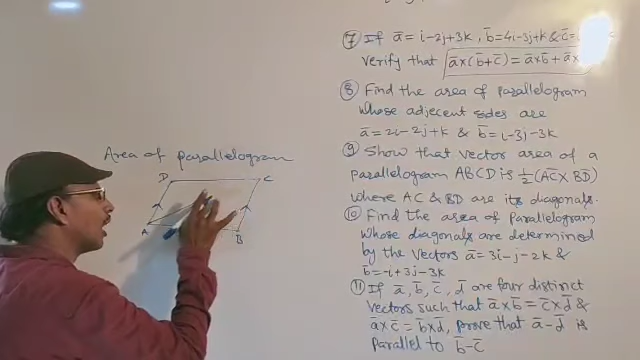 Area of parallelogram
D C
A B
⑦ If a̅ = i-2j+3k, b̅=4i-3j+k & c̅=
verify that a̅×(b̅+c̅)=a̅×b̅+a̅×
⑧ Find the area of parallelogram
whose adjecent sides are
a̅=2i-2j+k & b̅=i-3j-3k
⑨ Show that vector area of a
parallelogram ABCD is ½(A̅C̅×B̅D̅)
where AC & BD are its diagonals.
⑩ Find the area of Parallelogram
whose diagonals are determined
by the vectors a̅=3i-j-2k &
b̅=-i+3j-3k
⑪ If a̅, b̅, c̅, d̅ are four distinct
vectors such that a̅×b̅=c̅×d̅ &
a̅×c̅=b̅×d̅, prove that a̅-d̅ is
parallel to b̅-c̅